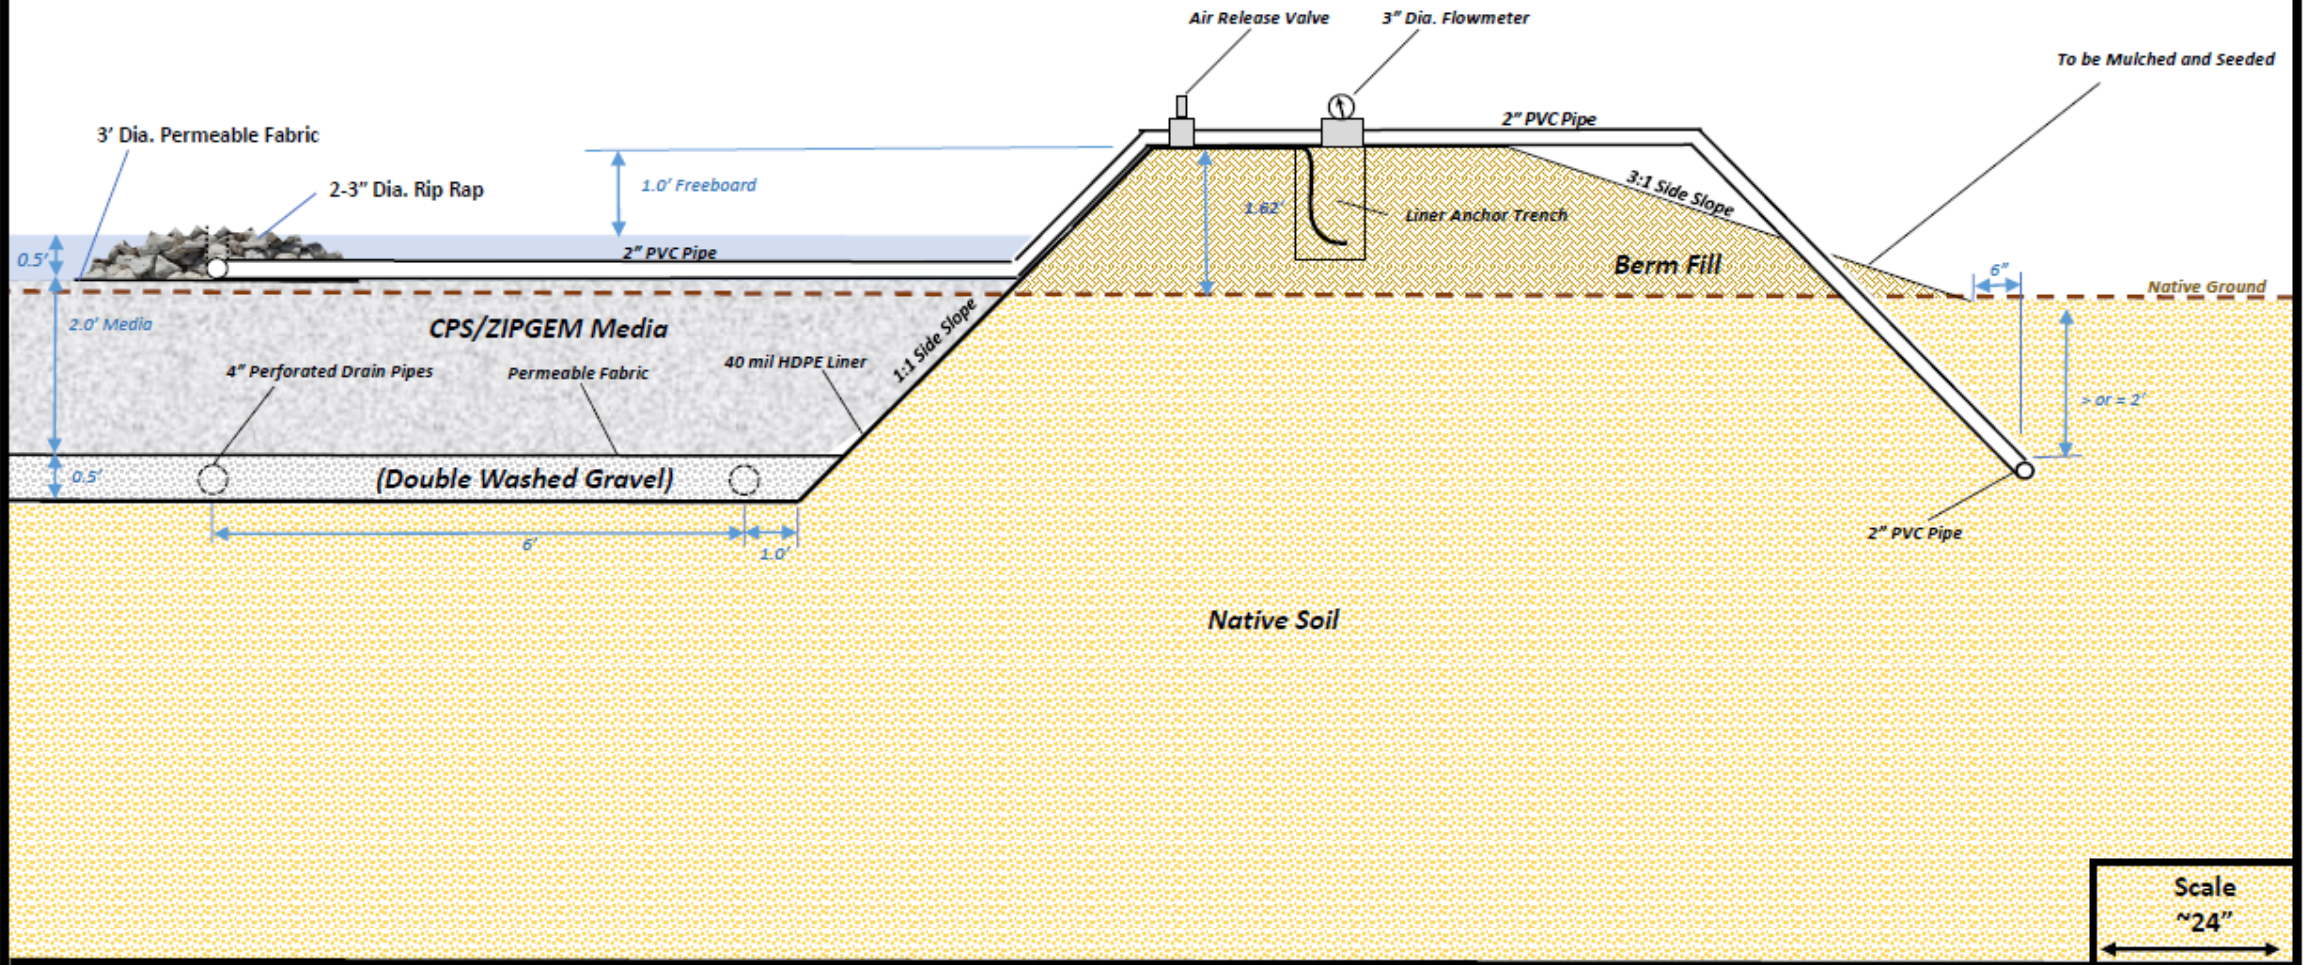 Air Release Valve
3” Dia. Flowmeter
To be Mulched and Seeded
2” PVC Pipe
3’ Dia. Permeable Fabric
2-3” Dia. Rip Rap
1.0’ Freeboard
3:1 Side Slope
1.62’
Liner Anchor Trench
0.5’
2” PVC Pipe
Berm Fill
6”
Native Ground
2.0’ Media
CPS/ZIPGEM Media
1:1 Side Slope
4” Perforated Drain Pipes
Permeable Fabric
40 mil HDPE Liner
> or = 2’
0.5’
(Double Washed Gravel)
2” PVC Pipe
6’
1.0’
Native Soil
Scale
~24”